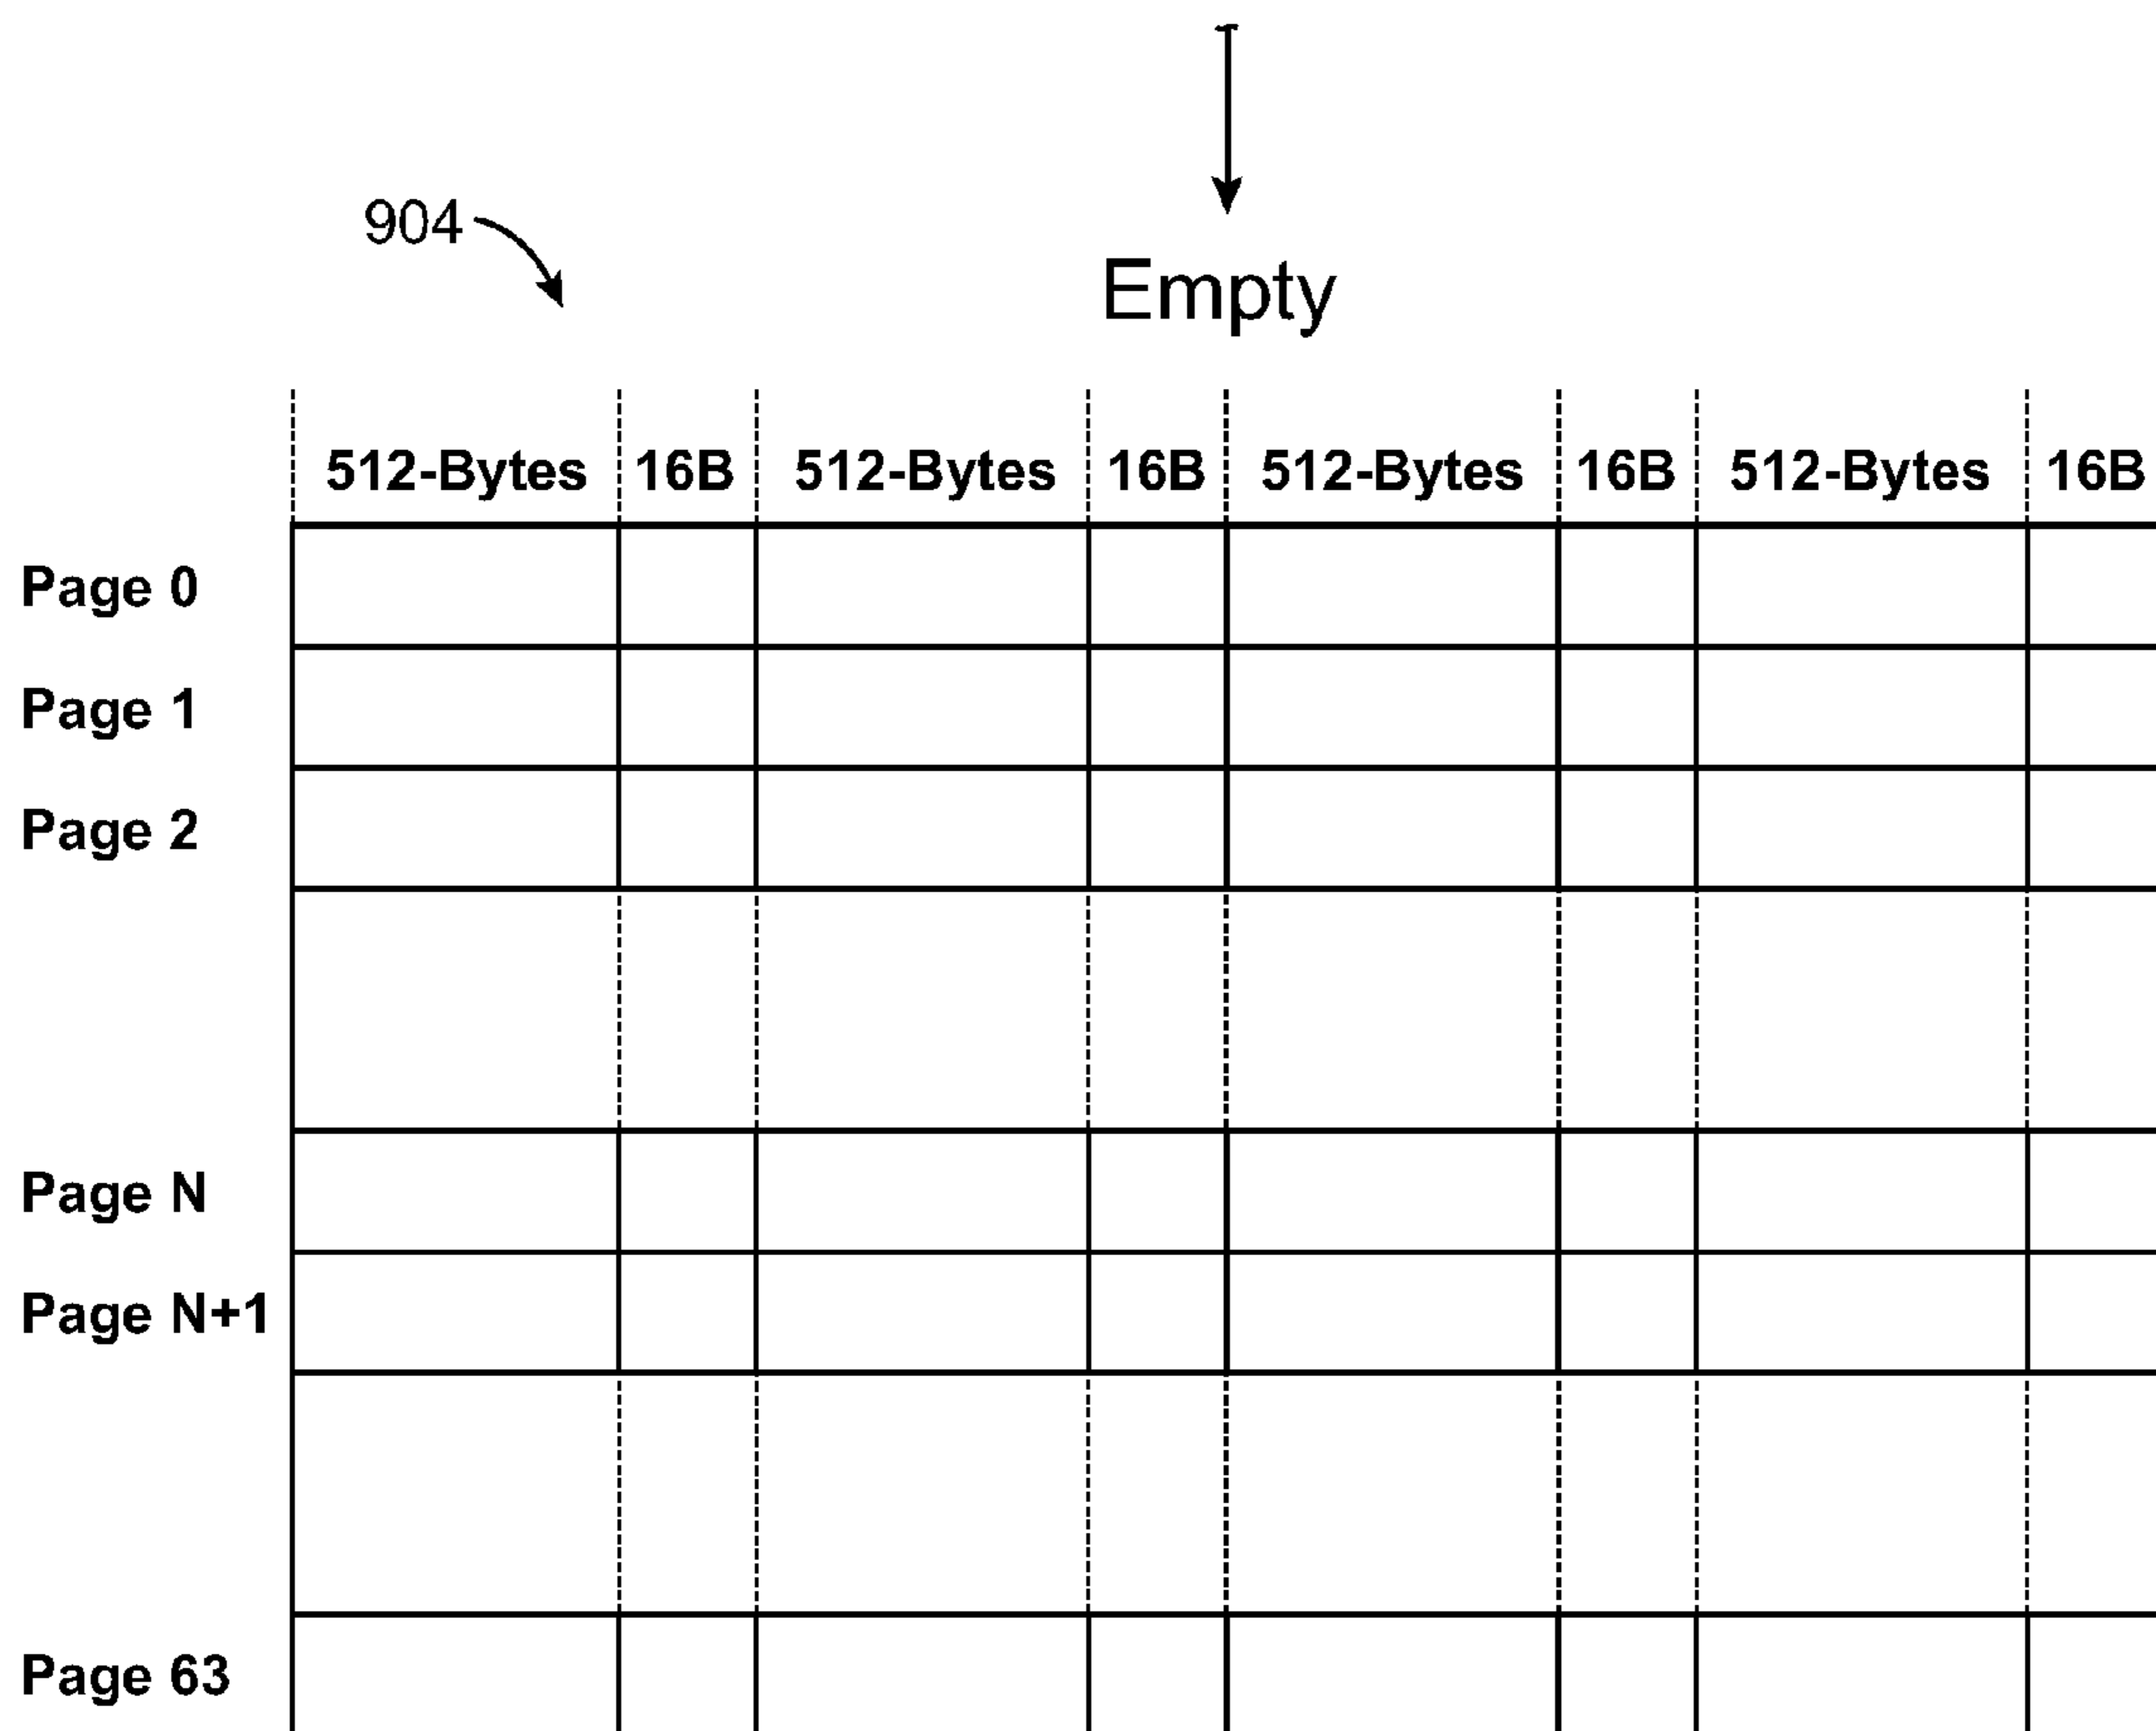 904
Empty
512-Bytes 16B 512-Bytes 16B 512-Bytes 16B 512-Bytes 16B
Page 0
Page 1
Page 2
Page N
Page N+1
Page 63